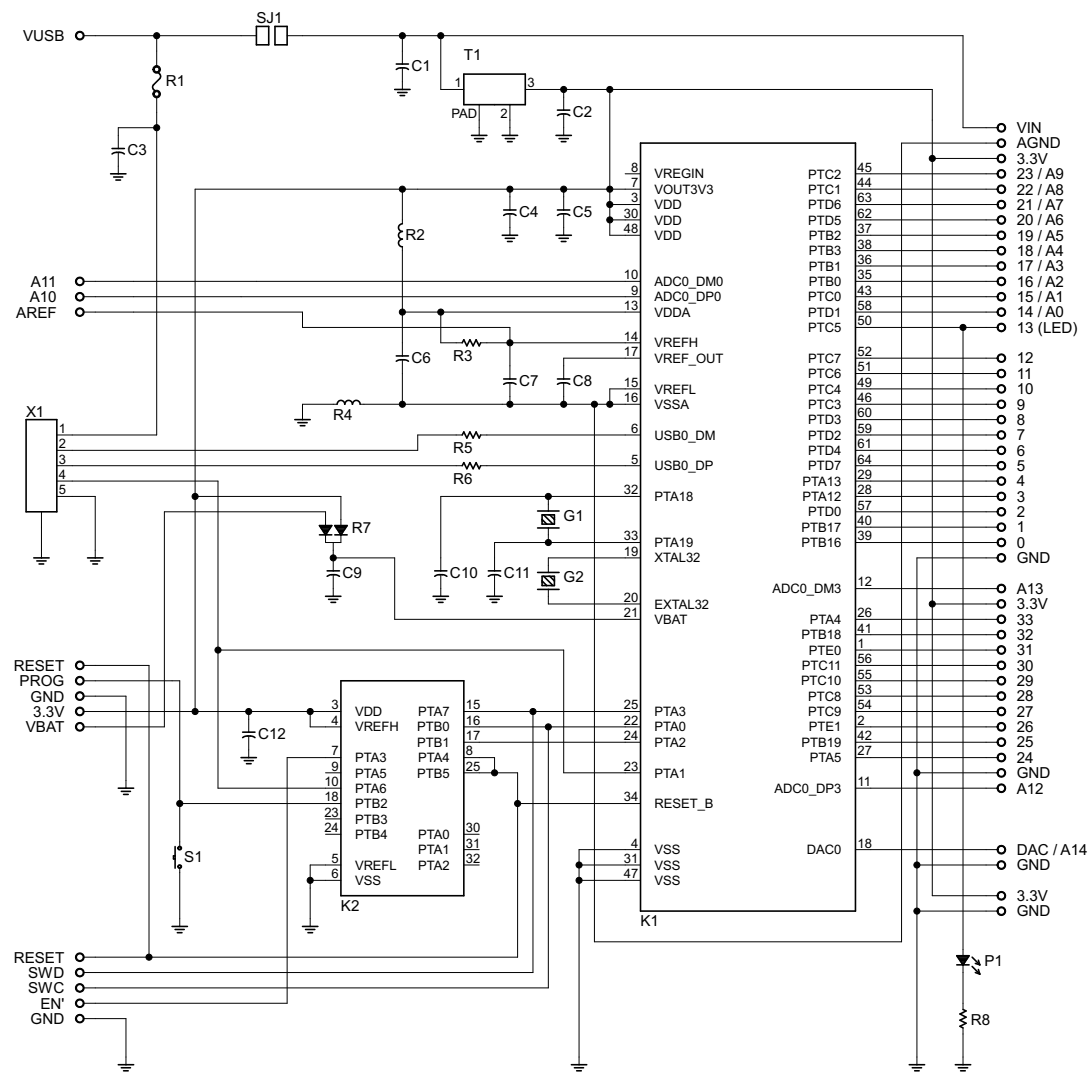 SJ1
VUSB
R1
C1
T1
1
3
PAD
2
C2
C3
VIN
AGND
3.3V
23 / A9
22 / A8
21 / A7
20 / A6
19 / A5
18 / A4
17 / A3
16 / A2
15 / A1
14 / A0
13 (LED)
12
11
10
9
8
7
6
5
4
3
2
1
0
GND
A13
3.3V
33
32
31
30
29
28
27
26
25
24
GND
A12
DAC / A14
GND
3.3V
GND
8 VREGIN
7 VOUT3V3
3 VDD
30 VDD
48 VDD
10 ADC0_DM0
9 ADC0_DP0
13 VDDA
14 VREFH
17 VREF_OUT
15 VREFL
16 VSSA
6 USB0_DM
5 USB0_DP
32 PTA18
33 PTA19
19 XTAL32
20 EXTAL32
21 VBAT
25 PTA3
22 PTA0
24 PTA2
23 PTA1
34 RESET_B
4 VSS
31 VSS
47 VSS
PTC2 45
PTC1 44
PTD6 63
PTD5 62
PTB2 37
PTB3 38
PTB1 36
PTB0 35
PTC0 43
PTD1 58
PTC5 50
PTC7 52
PTC6 51
PTC4 49
PTC3 46
PTD3 60
PTD2 59
PTD4 61
PTD7 64
PTA13 29
PTA12 28
PTD0 57
PTB17 40
PTB16 39
ADC0_DM3 12
PTA4 26
PTB18 41
PTE0 1
PTC11 56
PTC10 55
PTC8 53
PTC9 54
PTE1 2
PTB19 42
PTA5 27
ADC0_DP3 11
DAC0 18
K1
C4
C5
R2
A11
A10
AREF
R3
C6
C7
C8
R4
X1
1
2
3
4
5
R5
R6
R7
C9
C10
C11
G1
G2
RESET
PROG
GND
3.3V
VBAT
C12
S1
3 VDD
4 VREFH
7 PTA3
9 PTA5
10 PTA6
18 PTB2
23 PTB3
24 PTB4
5 VREFL
6 VSS
PTA7 15
PTB0 16
PTB1 17
PTA4 8
PTB5 25
PTA0 30
PTA1 31
PTA2 32
K2
RESET
SWD
SWC
EN'
GND
P1
R8